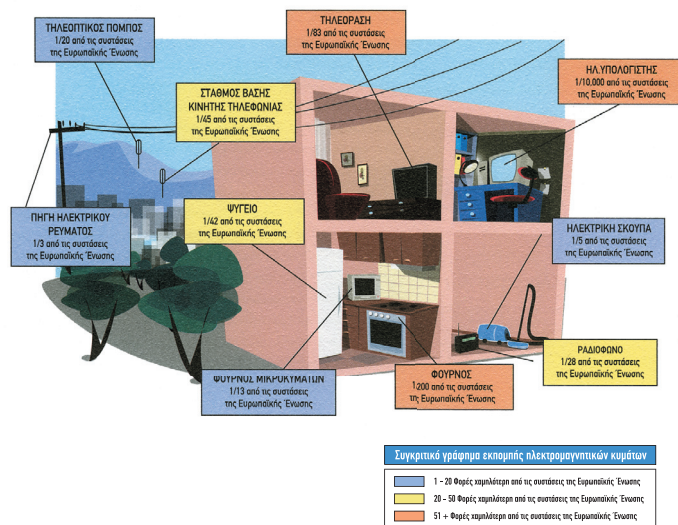 ΤΗΛΕΟΠΤΙΚΟΣ ΠΟΜΠΟΣ
1/20 από τις συστάσεις
της Ευρωπαϊκής Ένωσης
ΤΗΛΕΟΡΑΣΗ
1/83 από τις συστάσεις
της Ευρωπαϊκής Ένωσης
ΗΛ.ΥΠΟΛΟΓΙΣΤΗΣ
1/10,000 από τις συστάσεις
της Ευρωπαϊκής Ένωσης
ΣΤΑΘΜΟΣ ΒΑΣΗΣ
ΚΙΝΗΤΗΣ ΤΗΛΕΦΩΝΙΑΣ
1/45 από τις συστάσεις
της Ευρωπαϊκής Ένωσης
ΠΗΓΗ ΗΛΕΚΤΡΙΚΟΥ
ΡΕΥΜΑΤΟΣ
1/3 από τις συστάσεις
της Ευρωπαϊκής Ένωσης
ΨΥΓΕΙΟ
1/42 από τις συστάσεις
της Ευρωπαϊκής Ένωσης
ΗΛΕΚΤΡΙΚΗ ΣΚΟΥΠΑ
1/5 από τις συστάσεις
της Ευρωπαϊκής Ένωσης
ΦΟΥΡΝΟΣ ΜΙΚΡΟΚΥΜΑΤΩΝ
1/13 από τις συστάσεις
της Ευρωπαϊκής Ένωσης
ΦΟΥΡΝΟΣ
από τις συστάσεις
της Ευρωπαϊκής Ένωσης
ΡΑΔΙΟΦΩΝΟ
1/28 από τις συστάσεις
της Ευρωπαϊκής Ένωσης
Συγκριτικό γράφημα εκπομπής ηλεκτρομαγνητικών κυμάτων
1 - 20 Φορές χαμηλότερη από τις συστάσεις της Ευρωπαϊκής Ένωσης
20 - 50 Φορές χαμηλότερη από τις συστάσεις της Ευρωπαϊκής Ένωσης
51 + Φορές χαμηλότερη από τις συστάσεις της Ευρωπαϊκής Ένωσης